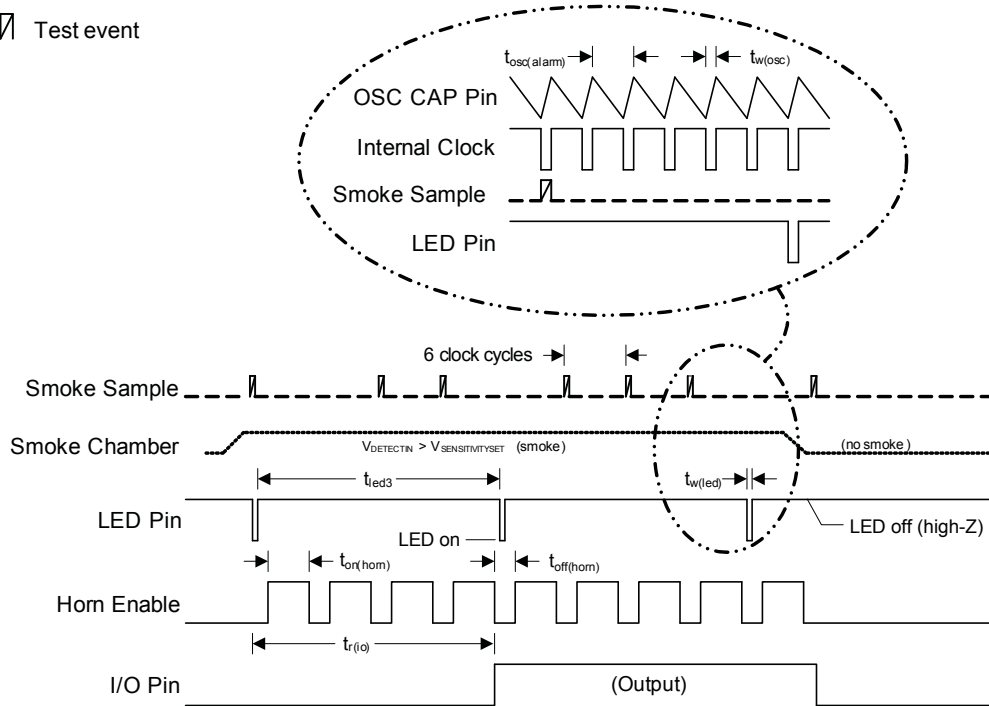 Test event
tosc(alarm)
tw(osc)
OSC CAP Pin
Internal Clock
Smoke Sample
LED Pin
6 clock cycles
Smoke Sample
Smoke Chamber
VDETECTIN > VSENSITIVITYSET (smoke)
(no smoke)
tled3
tw(led)
LED Pin
LED on
LED off (high-Z)
ton(horn)
toff(horn)
Horn Enable
tr(io)
I/O Pin
(Output)